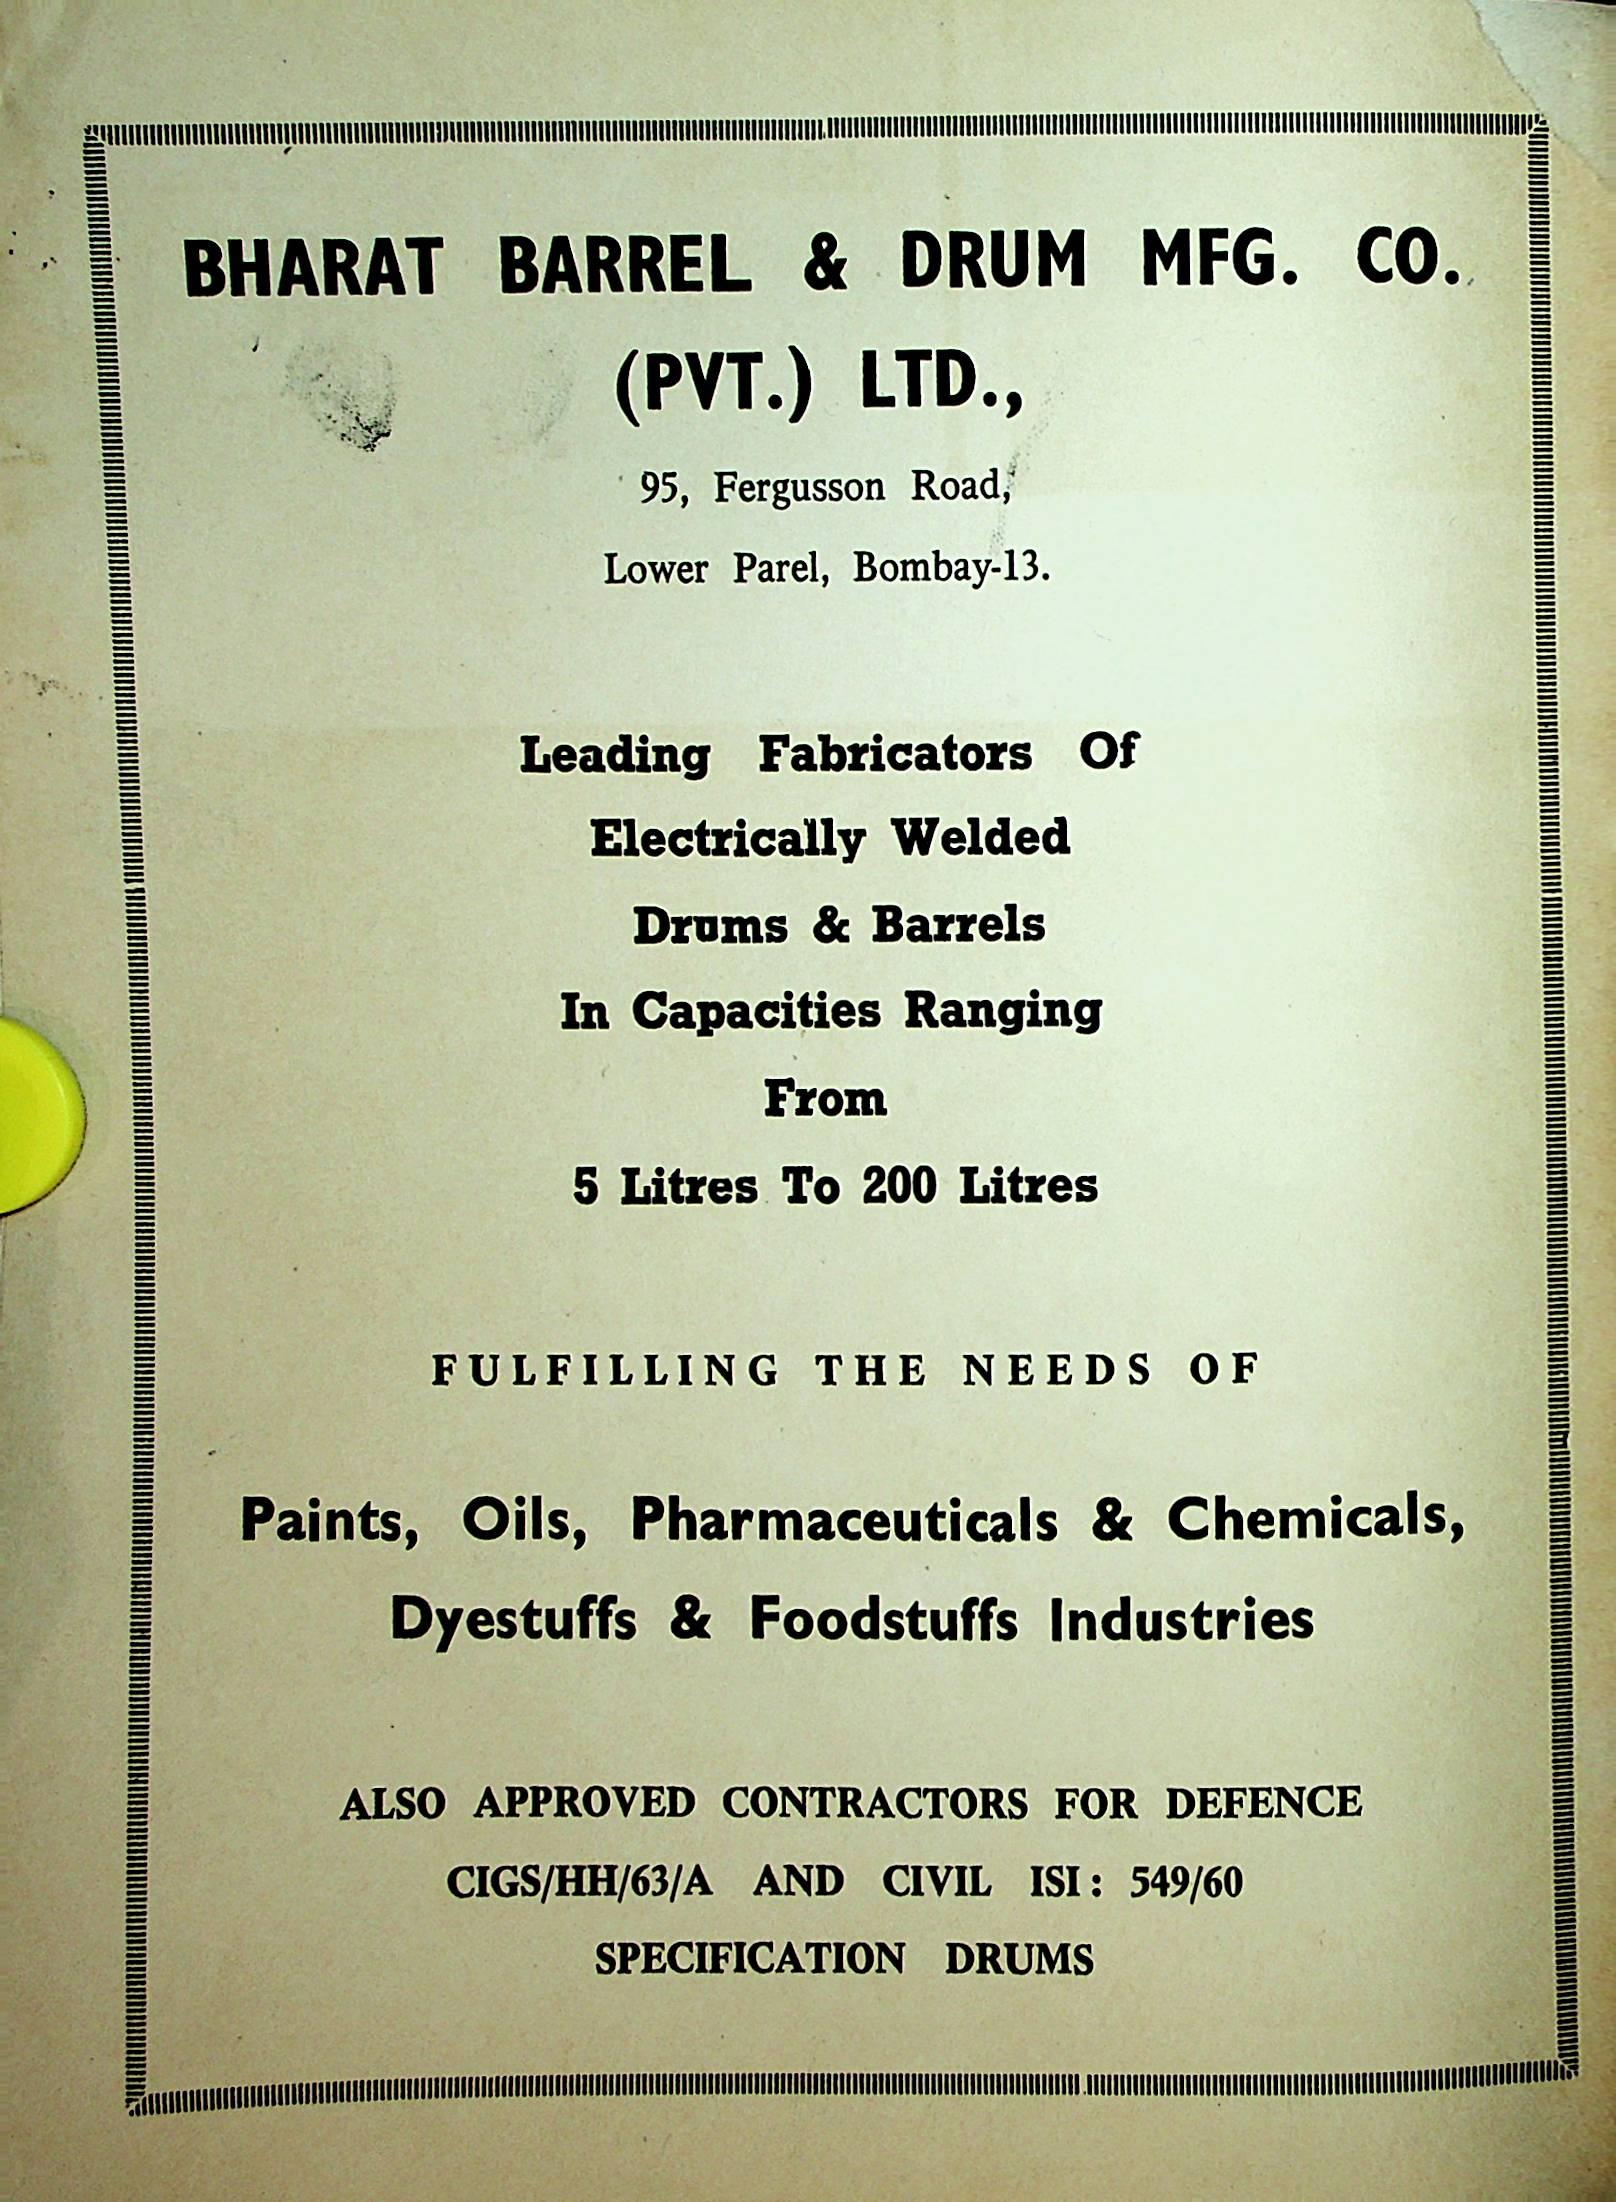 BHARAT BARREL & DRUM MFG. CO.
(PVT.) LTD.,
95, Fergusson Road,
Lower Parel, Bombay-13.
Leading Fabricators Of
Electrically Welded
Drums & Barrels
In Capacities Ranging
From
5 Litres To 200 Litres
FULFILLING THE NEEDS OF
Paints, Oils, Pharmaceuticals & Chemicals,
Dyestuffs & Foodstuffs Industries
ALSO APPROVED CONTRACTORS FOR DEFENCE
CIGS/HH/63/A AND CIVIL ISI: 549/60
SPECIFICATION DRUMS